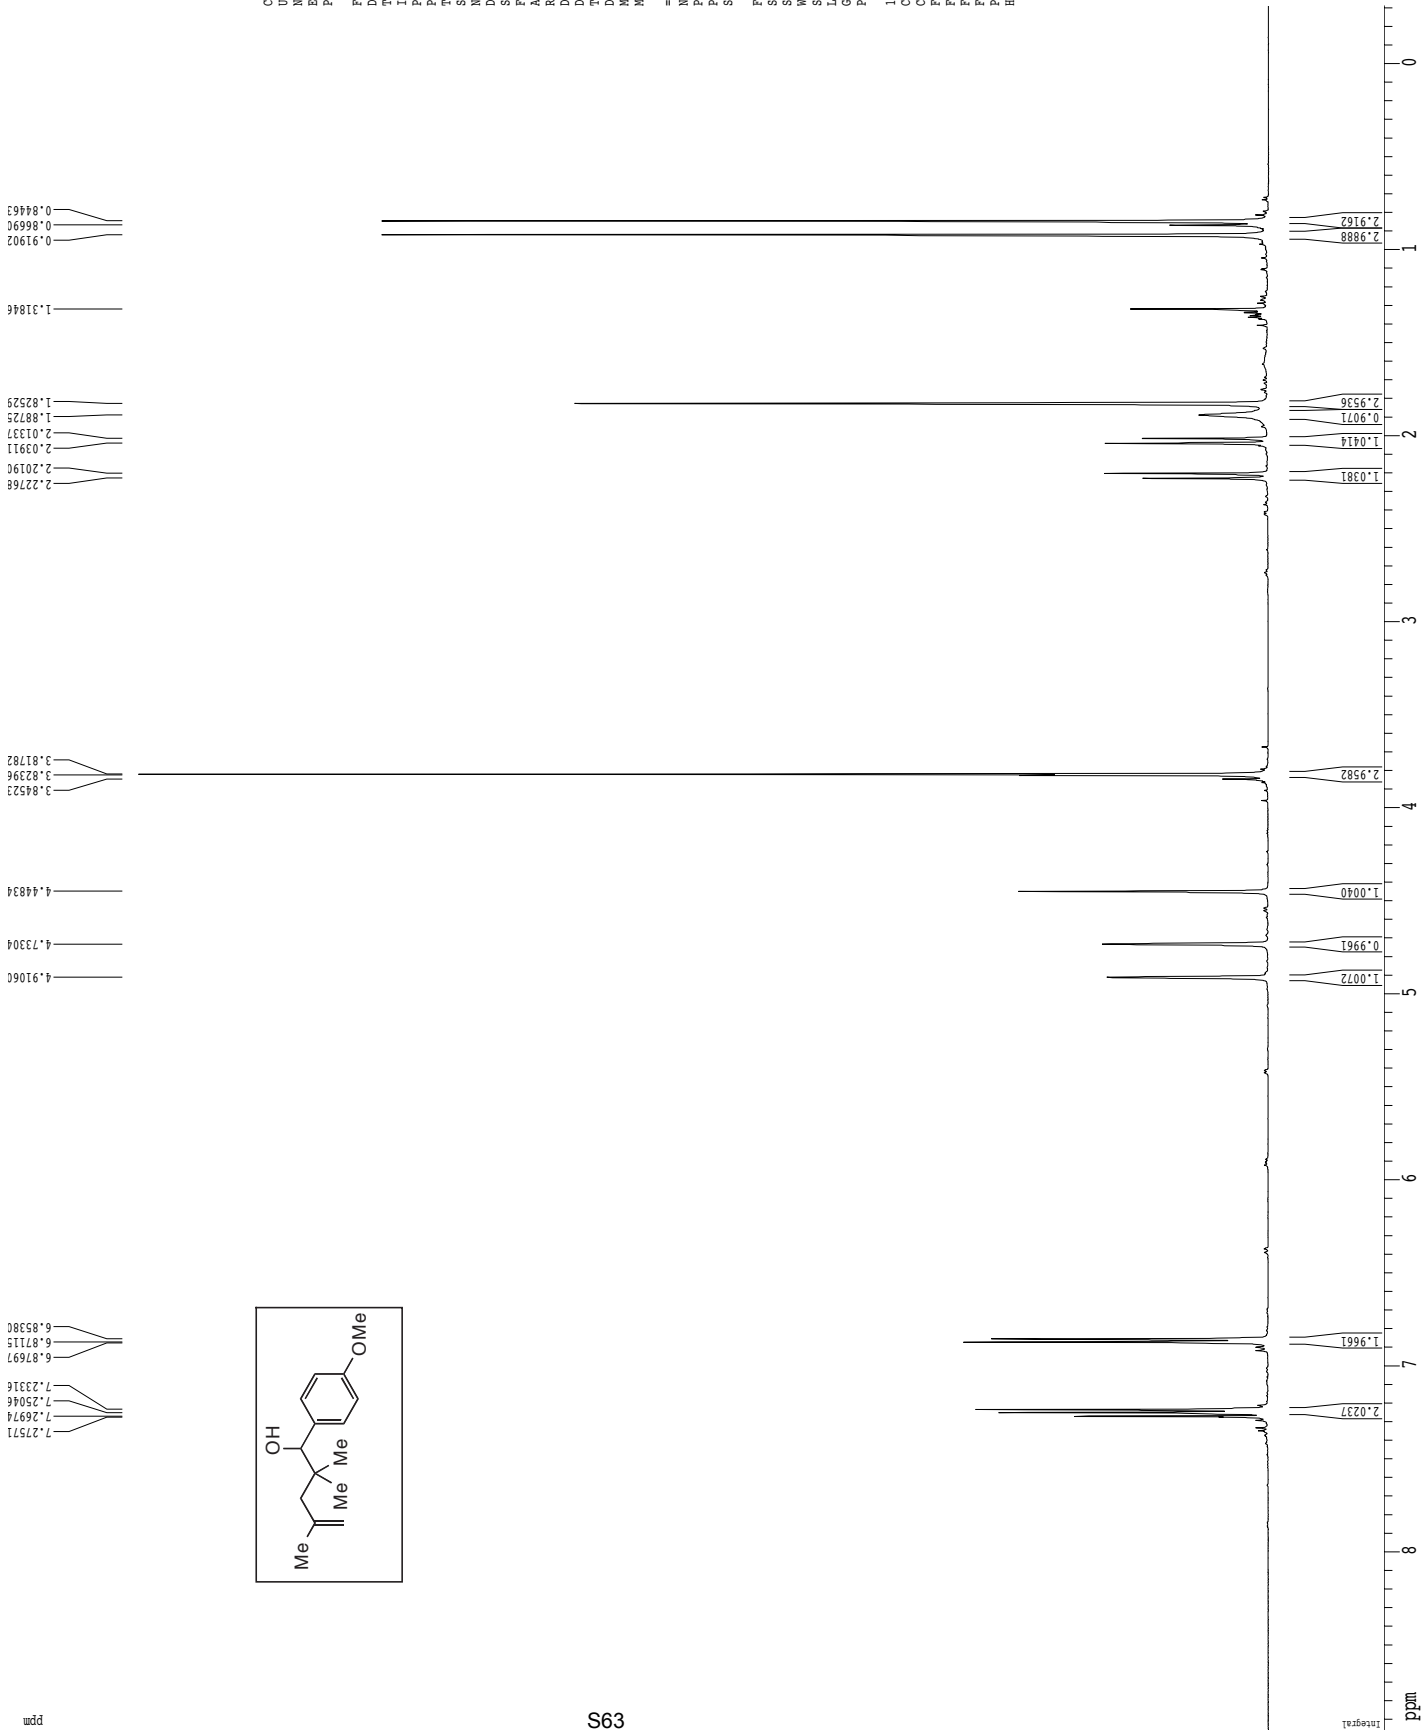 ppm
7.27571
7.26974
7.25046
7.23316
6.87697
6.87115
6.85380
4.91060
4.73304
4.44834
3.84523
3.82396
3.81782
2.22768
2.20190
2.03911
2.01337
1.88725
1.82529
1.31846
0.91902
0.86690
0.84463
Me
Me
Me
OH
OMe
C
U
N
E
P
F
D
T
I
P
P
T
S
N
D
S
F
A
R
D
D
T
D
M
M
=
N
P
P
S
F
S
S
W
S
L
G
P
1
C
C
F
F
F
F
P
H
Integral
2.0237
1.9661
1.0072
0.9961
1.0040
2.9582
1.0381
1.0414
0.9071
2.9536
2.9888
2.9162
ppm
8
7
6
5
4
3
2
1
0
S63